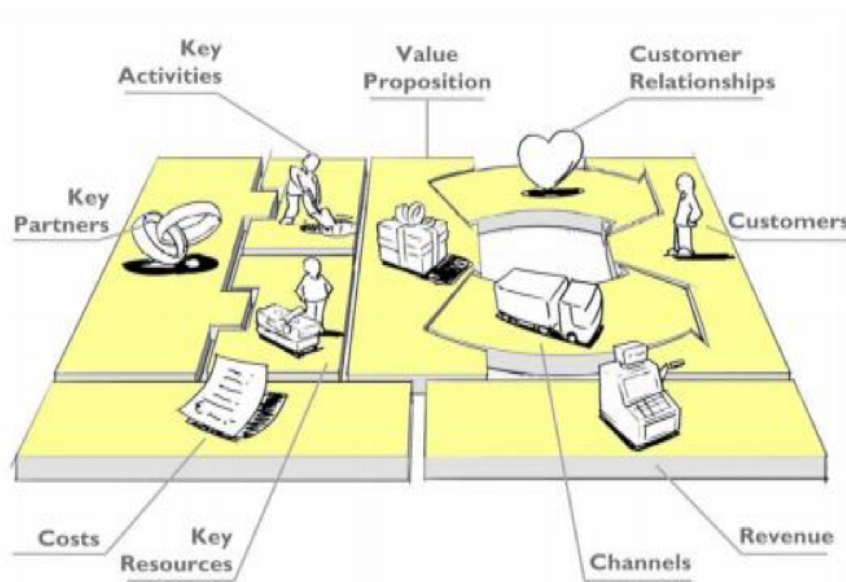 Key
Activities
Value
Proposition
Customer
Relationships
Key
Partners
Customers
Costs
Key
Resources
Channels
Revenue